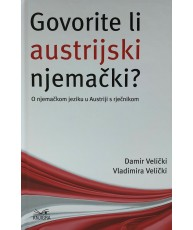 Govorite li
austrijski
njemački?
O njemačkom jeziku u Austriji s rječnikom
Damir Velički
Vladimira Velički